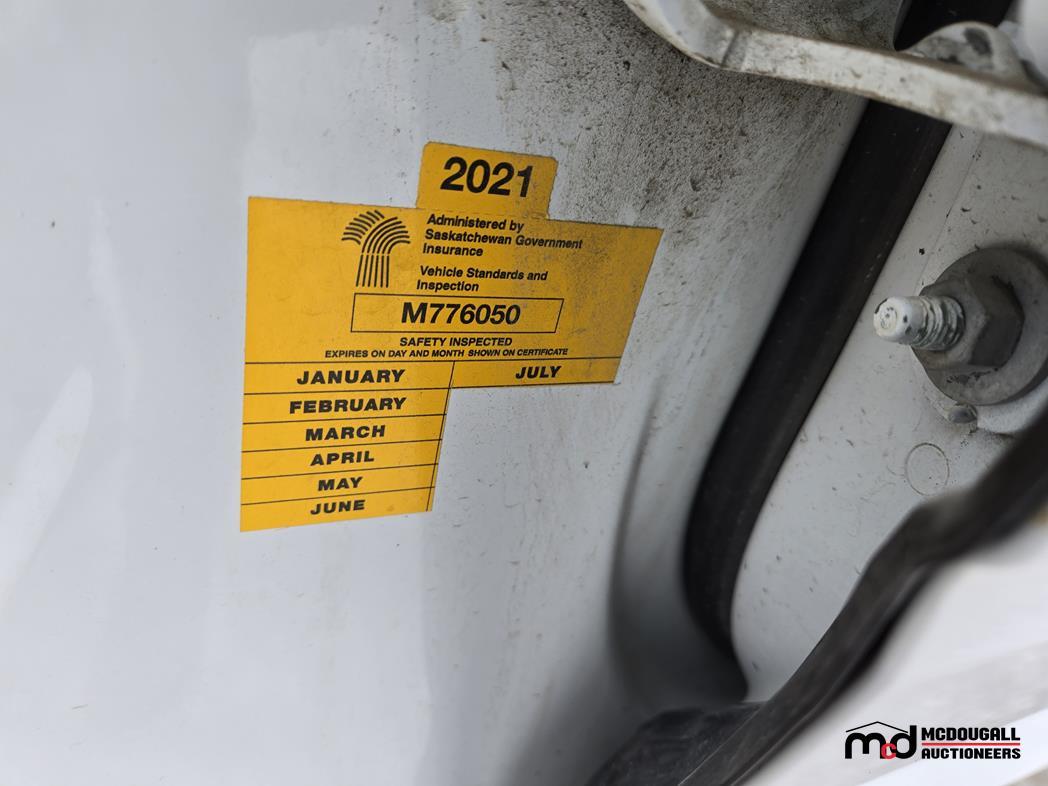 2021
Administered by
Saskatchewan Government
Insurance
Vehicle Standards and
Inspection
M776050
SAFETY INSPECTED
EXPIRES ON DAY AND MONTH SHOWN ON CERTIFICATE
JANUARY
JULY
FEBRUARY
MARCH
APRIL
MAY
JUNE
mcd MCDOUGALL
AUCTIONEERS